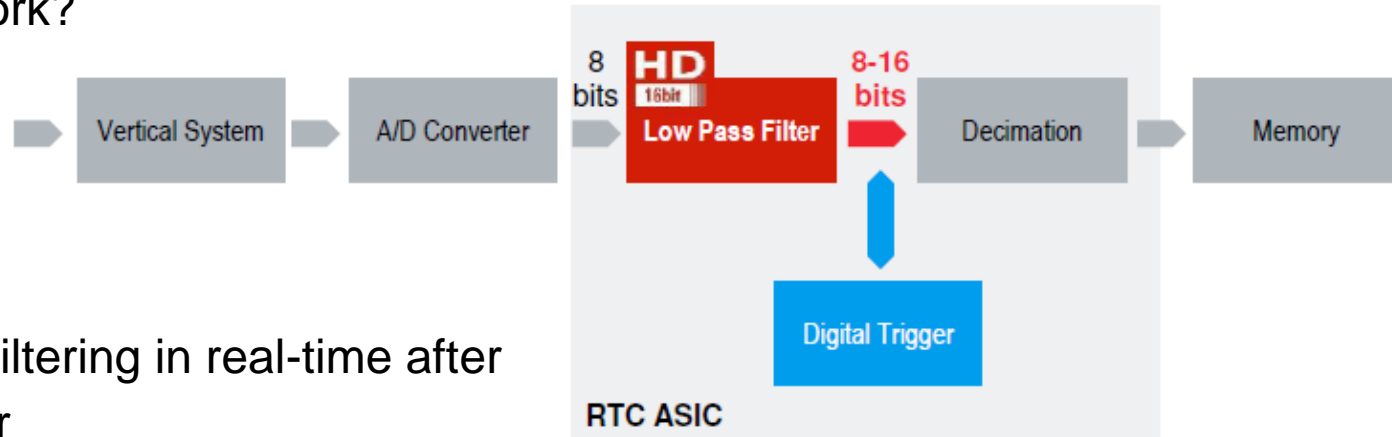 ork?
8
bits
HD
16bit
8-16
bits
Vertical System
A/D Converter
Low Pass Filter
Decimation
Memory
Digital Trigger
iltering in real-time after
r
RTC ASIC